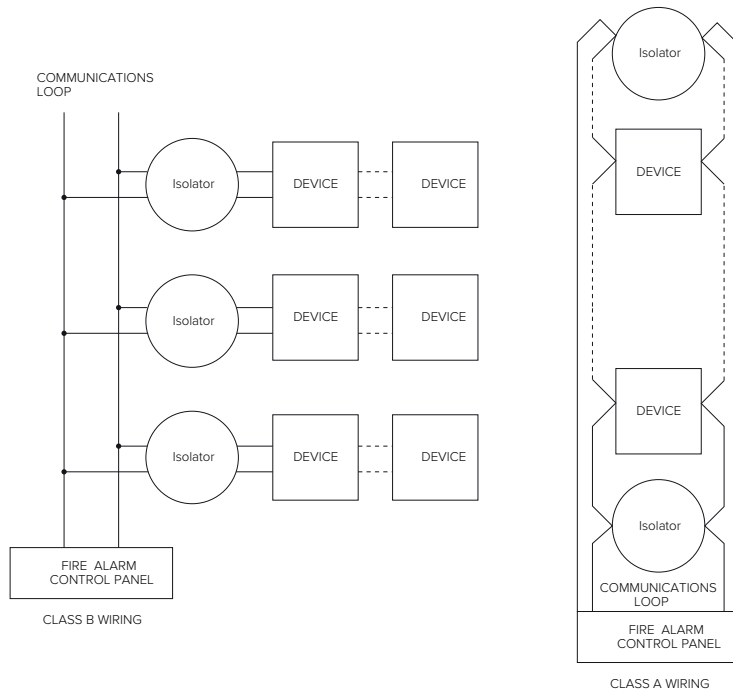 COMMUNICATIONS
LOOP
Isolator
DEVICE
DEVICE
Isolator
DEVICE
DEVICE
Isolator
DEVICE
DEVICE
FIRE ALARM
CONTROL PANEL
CLASS B WIRING
Isolator
DEVICE
DEVICE
Isolator
COMMUNICATIONS
LOOP
FIRE ALARM
CONTROL PANEL
CLASS A WIRING